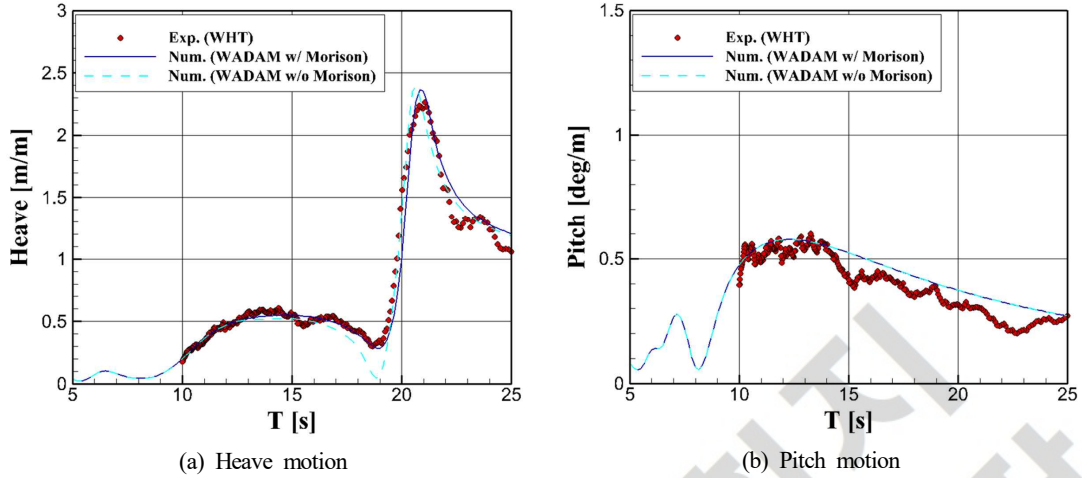 3
2.5
2
1.5
1
0.5
0
5
10
15
20
25
Heave [m/m]
T [s]
Exp. (WHT)
Num. (WADAM w/ Morison)
Num. (WADAM w/o Morison)
(a) Heave motion
1.5
1
0.5
0
5
10
15
20
25
Pitch [deg/m]
T [s]
Exp. (WHT)
Num. (WADAM w/ Morison)
Num. (WADAM w/o Morison)
(b) Pitch motion